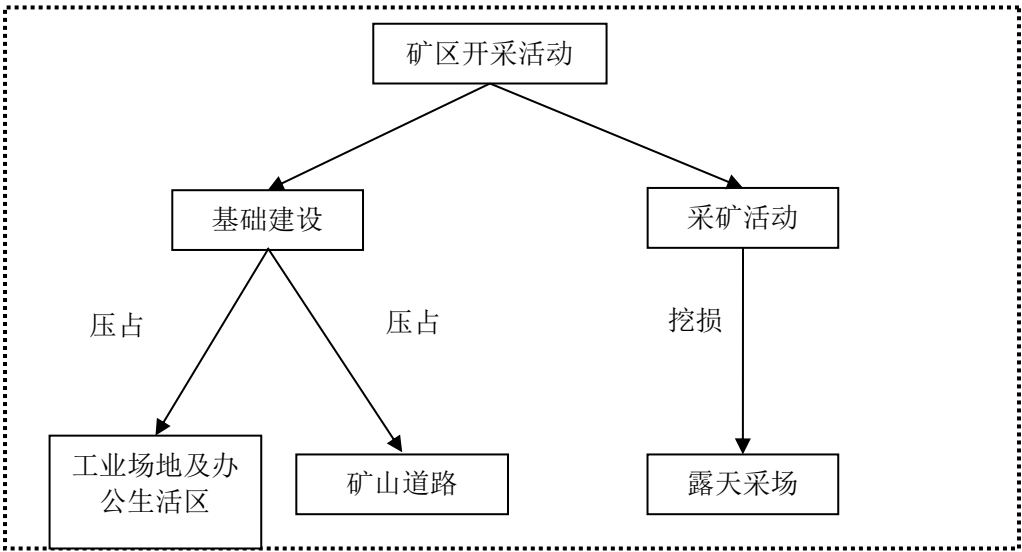 矿区开采活动
基础建设
采矿活动
压占
压占
挖损
工业场地及办
公生活区
矿山道路
露天采场